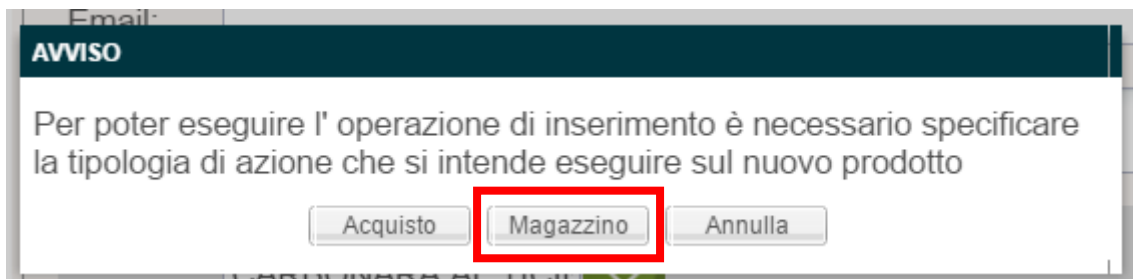 Email:
AVVISO
Per poter eseguire l' operazione di inserimento è necessario specificare
la tipologia di azione che si intende eseguire sul nuovo prodotto
Acquisto Magazzino Annulla